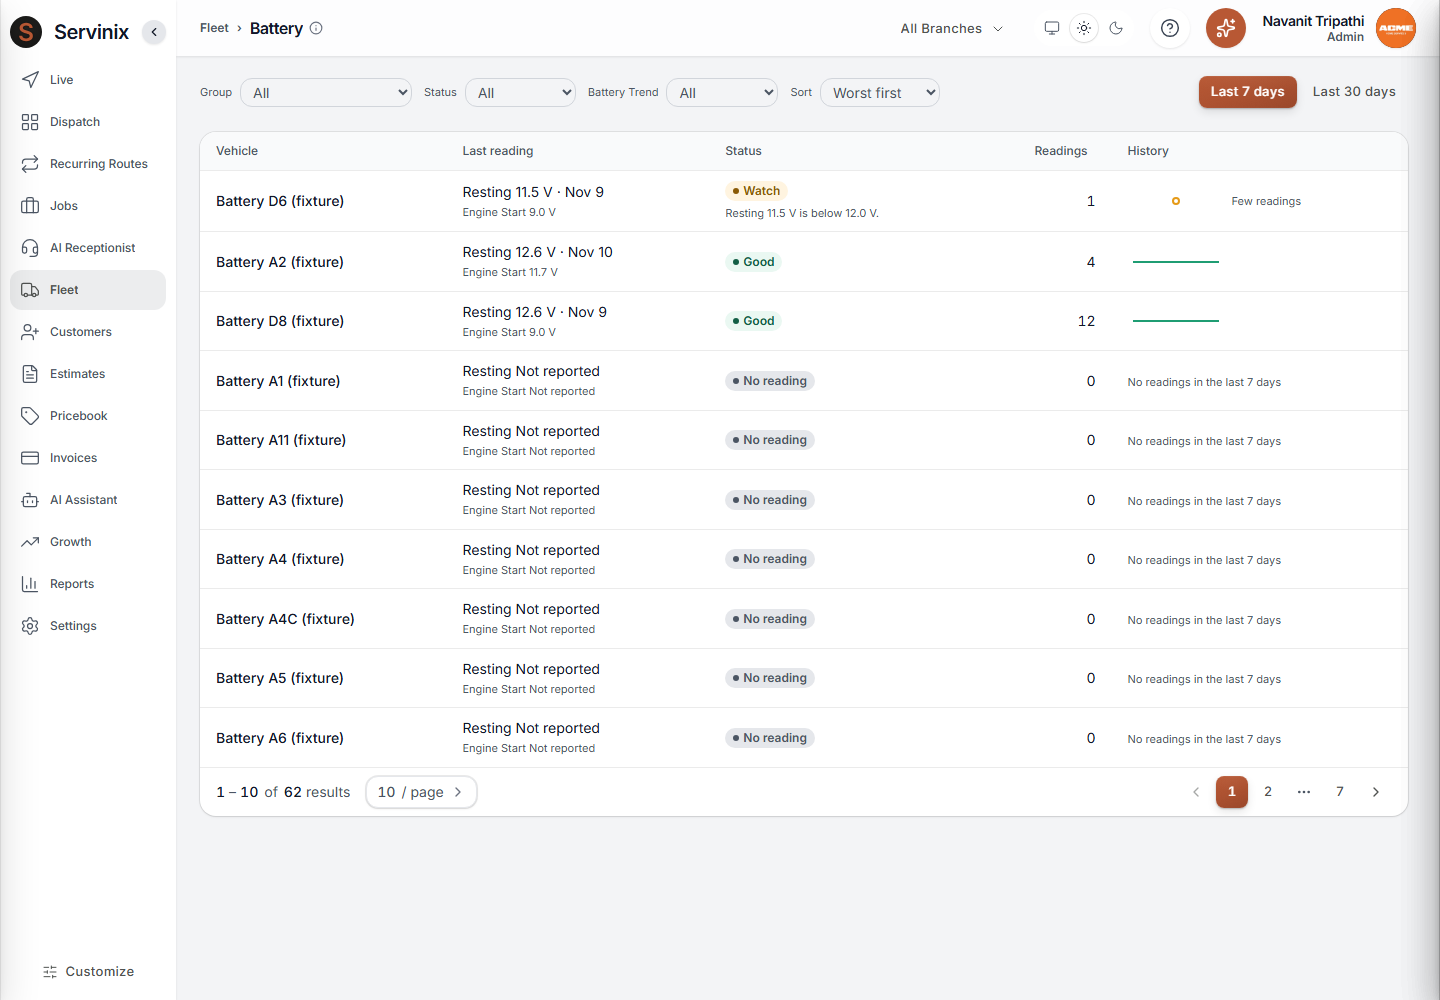 S Servinix
Live
Dispatch
Recurring Routes
Jobs
AI Receptionist
Fleet
Customers
Estimates
Pricebook
Invoices
AI Assistant
Growth
Reports
Settings
Customize
Fleet › Battery
All Branches
Navanit Tripathi
Admin
ACME
Group All Status All Battery Trend All Sort Worst first Last 7 days Last 30 days
Vehicle Last reading Status Readings History
Battery D6 (fixture) Resting 11.5 V · Nov 9 Watch 1 Few readings
Engine Start 9.0 V Resting 11.5 V is below 12.0 V.
Battery A2 (fixture) Resting 12.6 V · Nov 10 Good 4
Engine Start 11.7 V
Battery D8 (fixture) Resting 12.6 V · Nov 9 Good 12
Engine Start 9.0 V
Battery A1 (fixture) Resting Not reported No reading 0 No readings in the last 7 days
Engine Start Not reported
Battery A11 (fixture) Resting Not reported No reading 0 No readings in the last 7 days
Engine Start Not reported
Battery A3 (fixture) Resting Not reported No reading 0 No readings in the last 7 days
Engine Start Not reported
Battery A4 (fixture) Resting Not reported No reading 0 No readings in the last 7 days
Engine Start Not reported
Battery A4C (fixture) Resting Not reported No reading 0 No readings in the last 7 days
Engine Start Not reported
Battery A5 (fixture) Resting Not reported No reading 0 No readings in the last 7 days
Engine Start Not reported
Battery A6 (fixture) Resting Not reported No reading 0 No readings in the last 7 days
Engine Start Not reported
1 – 10 of 62 results 10 / page 1 2 ••• 7